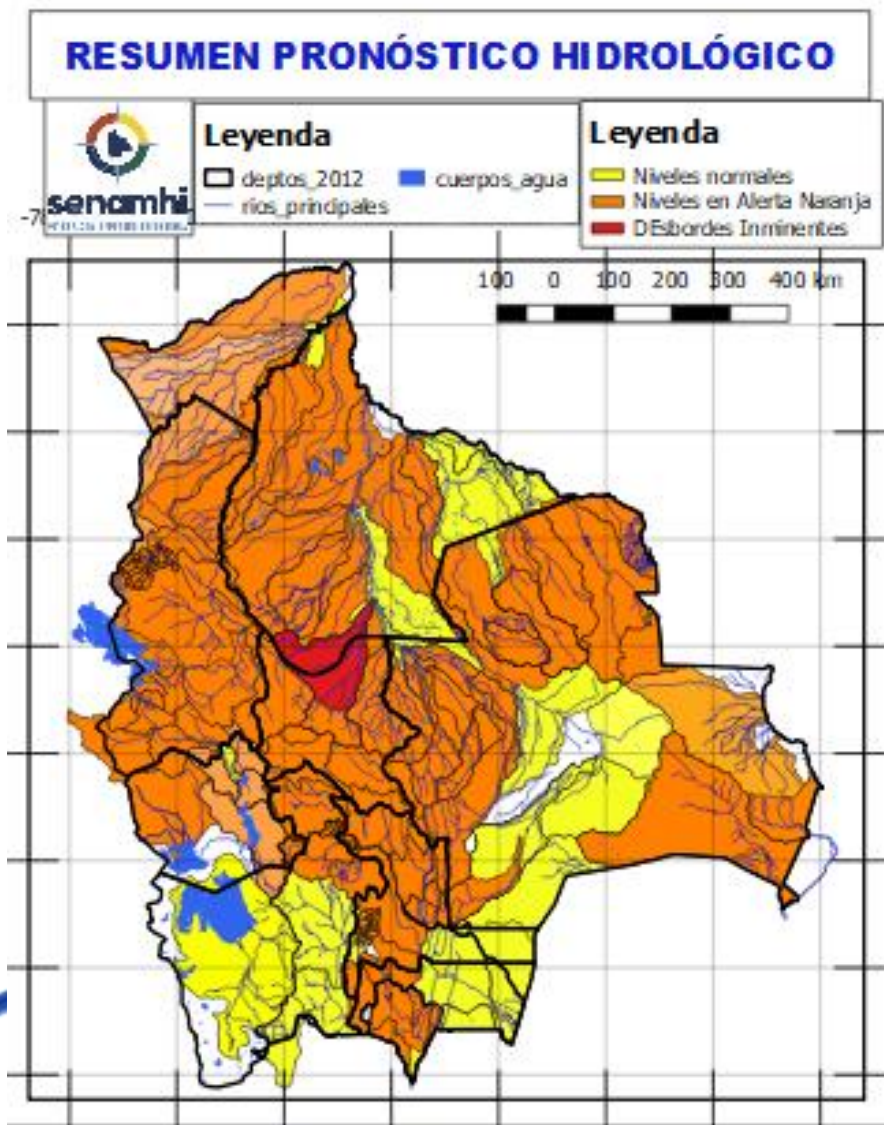 RESUMEN PRONÓSTICO HIDROLÓGICO
senamhi
Leyenda
deptos_2012
cuerpos_agua
rios_principales
Leyenda
Niveles normales
Niveles en Alerta Naranja
DEsbordes Inminentes
100 0 100 200 300 400 km